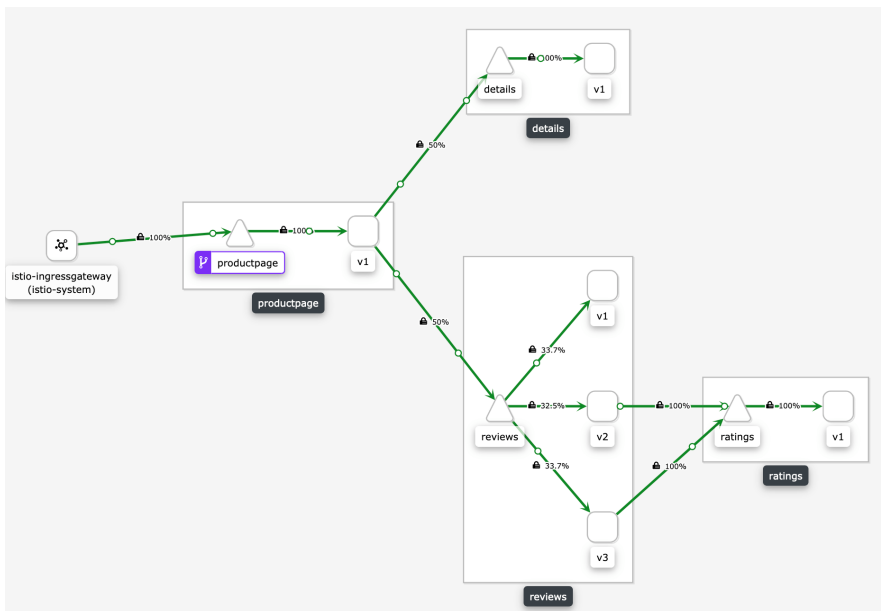 00%
details
v1
details
50%
100%
100
istio-ingressgateway
(istio-system)
productpage
v1
productpage
50%
v1
33.7%
32.5%
reviews
v2
33.7%
v3
reviews
100%
100%
100%
ratings
v1
ratings